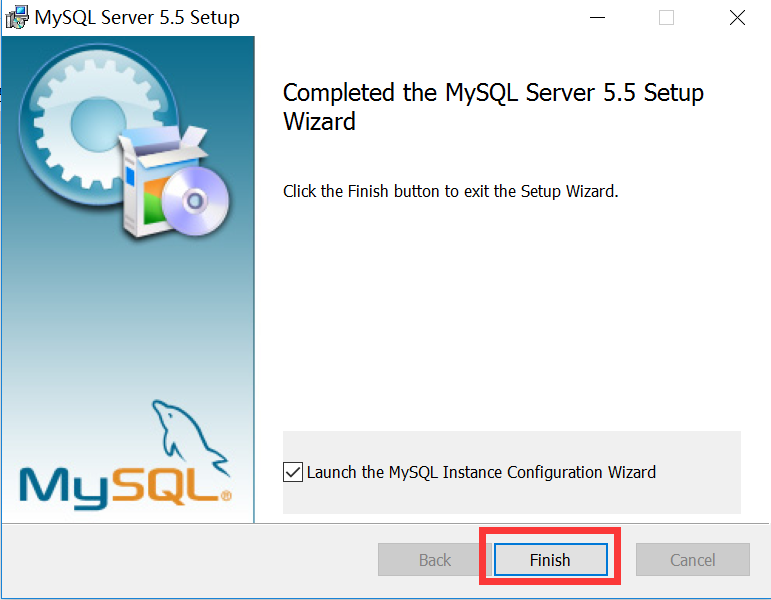 MySQL Server 5.5 Setup
Completed the MySQL Server 5.5 Setup
Wizard
Click the Finish button to exit the Setup Wizard.
MySQL®
Launch the MySQL Instance Configuration Wizard
Back
Finish
Cancel